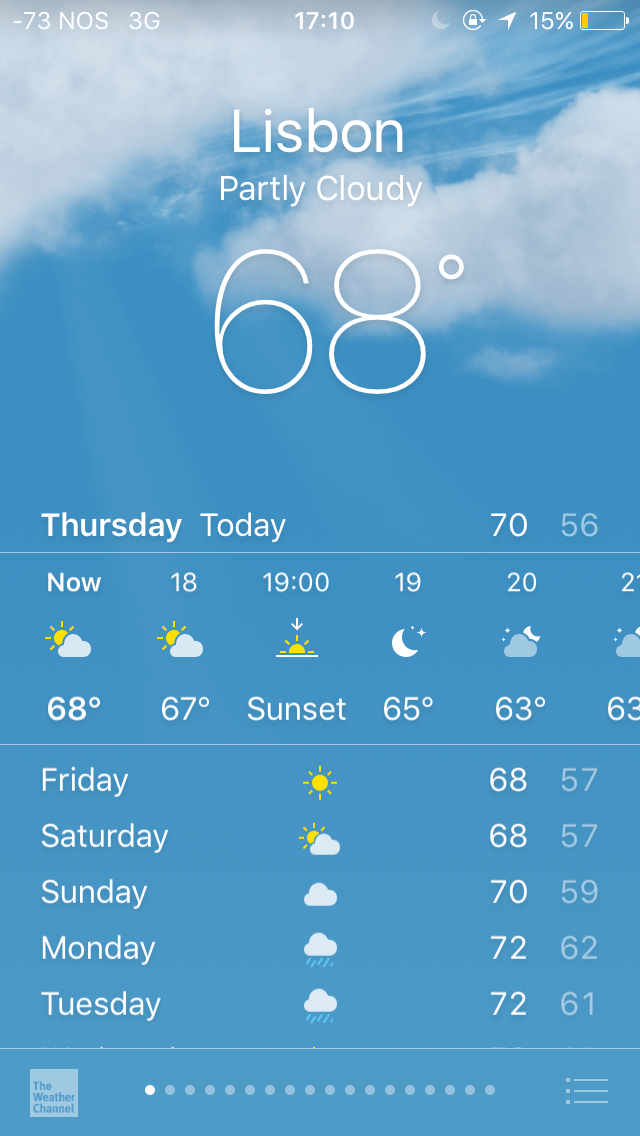 -73 NOS 3G 17:10 15%
Lisbon
Partly Cloudy
68°
Thursday Today 70 56
Now 18 19:00 19 20
68° 67° Sunset 65° 63° 63
Friday 68 57
Saturday 68 57
Sunday 70 59
Monday 72 62
Tuesday 72 61
The
Weather
Channel